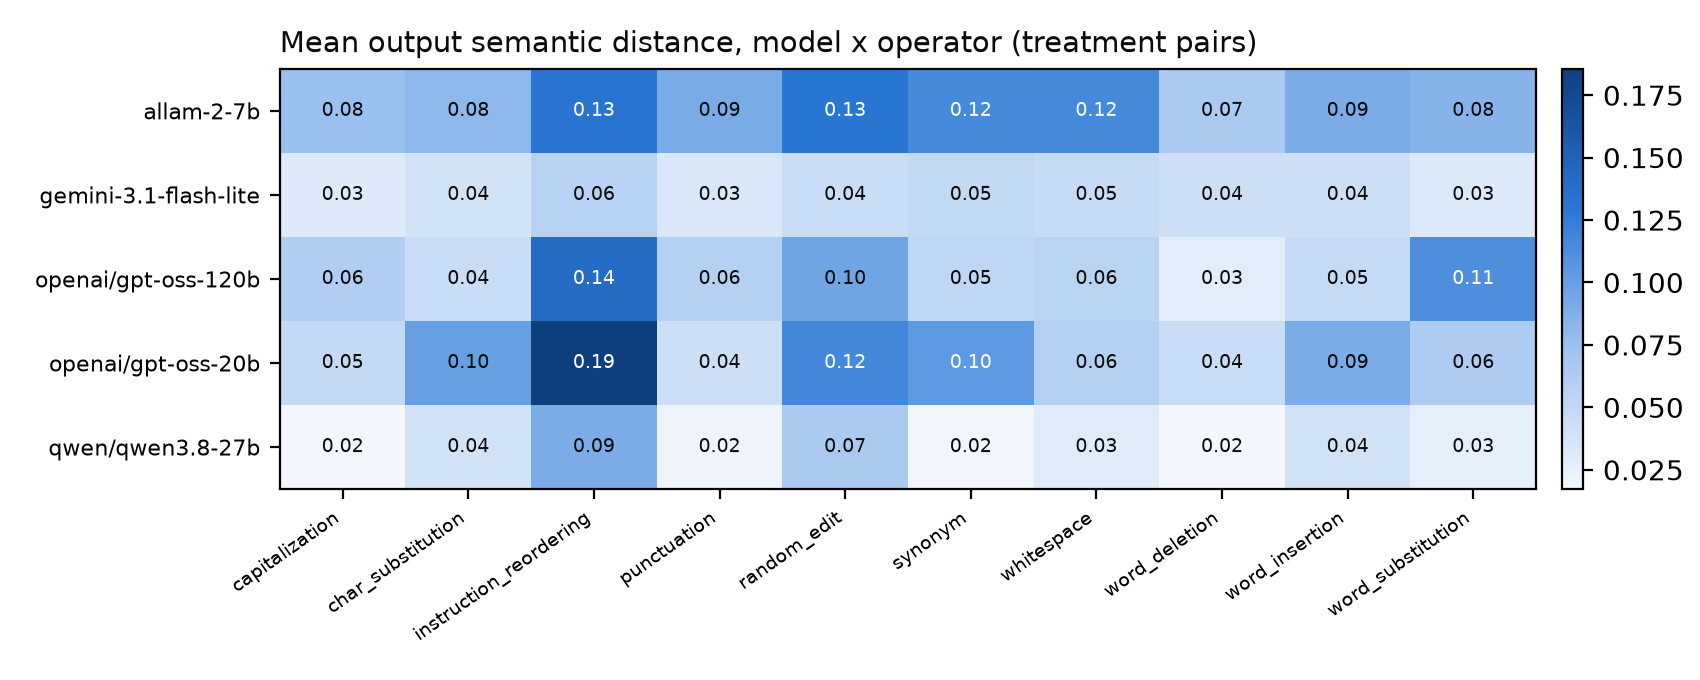 Mean output semantic distance, model x operator (treatment pairs)
allam-2-7b 0.08 0.08 0.13 0.09 0.13 0.12 0.12 0.07 0.09 0.08
gemini-3.1-flash-lite 0.03 0.04 0.06 0.03 0.04 0.05 0.05 0.04 0.04 0.03
openai/gpt-oss-120b 0.06 0.04 0.14 0.06 0.10 0.05 0.06 0.03 0.05 0.11
openai/gpt-oss-20b 0.05 0.10 0.19 0.04 0.12 0.10 0.06 0.04 0.09 0.06
qwen/qwen3.8-27b 0.02 0.04 0.09 0.02 0.07 0.02 0.03 0.02 0.04 0.03
capitalization char_substitution instruction_reordering punctuation random_edit synonym whitespace word_deletion word_insertion word_substitution
0.175
0.150
0.125
0.100
0.075
0.050
0.025